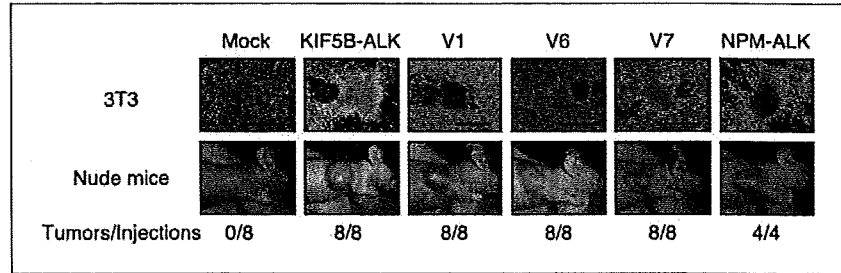 Mock KIF5B-ALK V1 V6 V7 NPM-ALK
3T3
Nude mice
Tumors/Injections 0/8 8/8 8/8 8/8 8/8 4/4